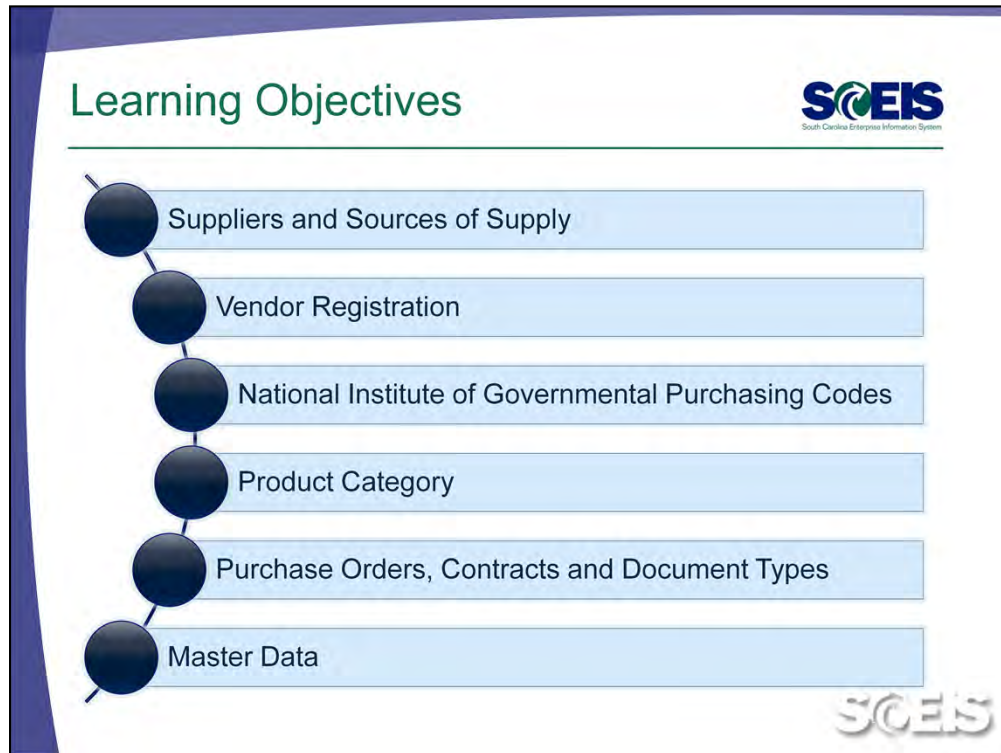 Learning Objectives
SCEIS
South Carolina Enterprise Information System
Suppliers and Sources of Supply
Vendor Registration
National Institute of Governmental Purchasing Codes
Product Category
Purchase Orders, Contracts and Document Types
Master Data
SCEIS